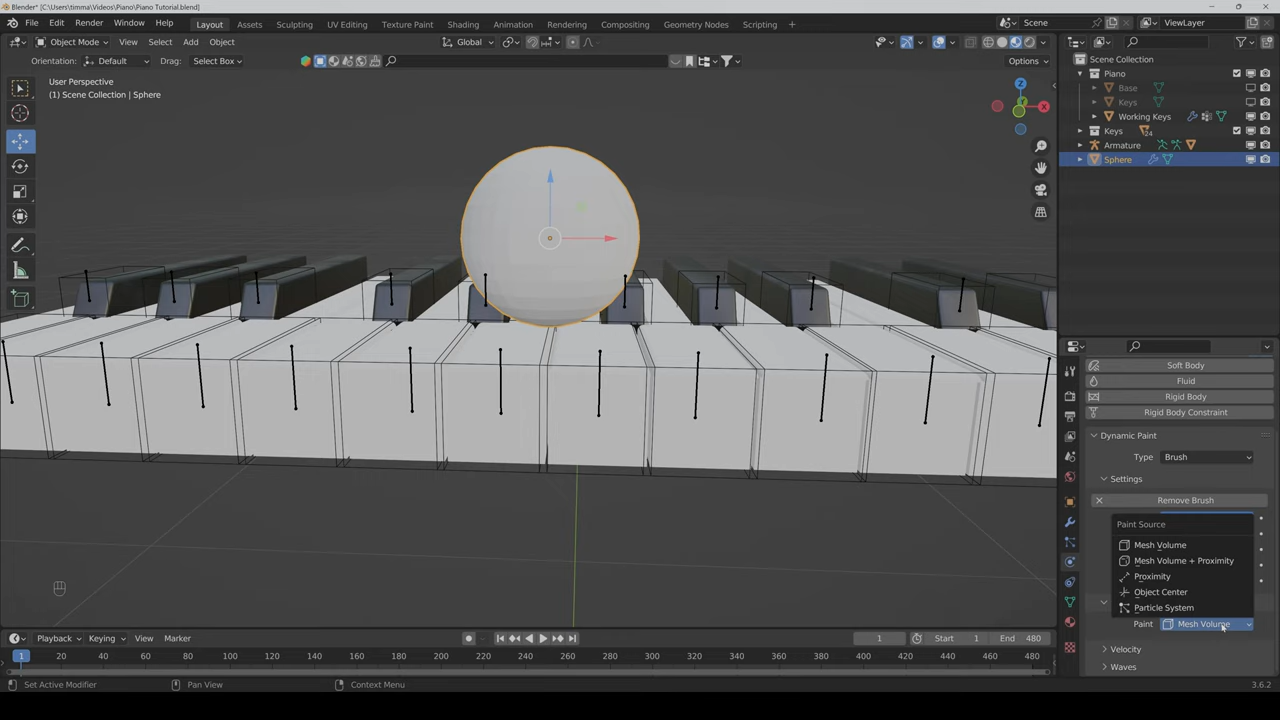 Blender* [C:\Users\timma\Videos\Piano\Piano Tutorial.blend]
File Edit Render Window Help
Layout Assets Sculpting UV Editing Texture Paint Shading Animation Rendering Compositing Geometry Nodes Scripting +
Scene
ViewLayer
Object Mode View Select Add Object
Global
Orientation: Default Drag: Select Box
Options
User Perspective
(1) Scene Collection | Sphere
Z
Y
X
Scene Collection
Piano
Base
Keys
Working Keys
Keys
24
Armature
Sphere
Soft Body
Fluid
Rigid Body
Rigid Body Constraint
Dynamic Paint
Type Brush
Settings
Remove Brush
Paint Source
Mesh Volume
Mesh Volume + Proximity
Proximity
Object Center
Particle System
Paint Mesh Volume
Velocity
Waves
Playback Keying View Marker
1 Start 1 End 480
1 20 40 60 80 100 120 140 160 180 200 220 240 260 280 300 320 340 360 380 400 420 440 460 480
Set Active Modifier Pan View Context Menu
3.6.2